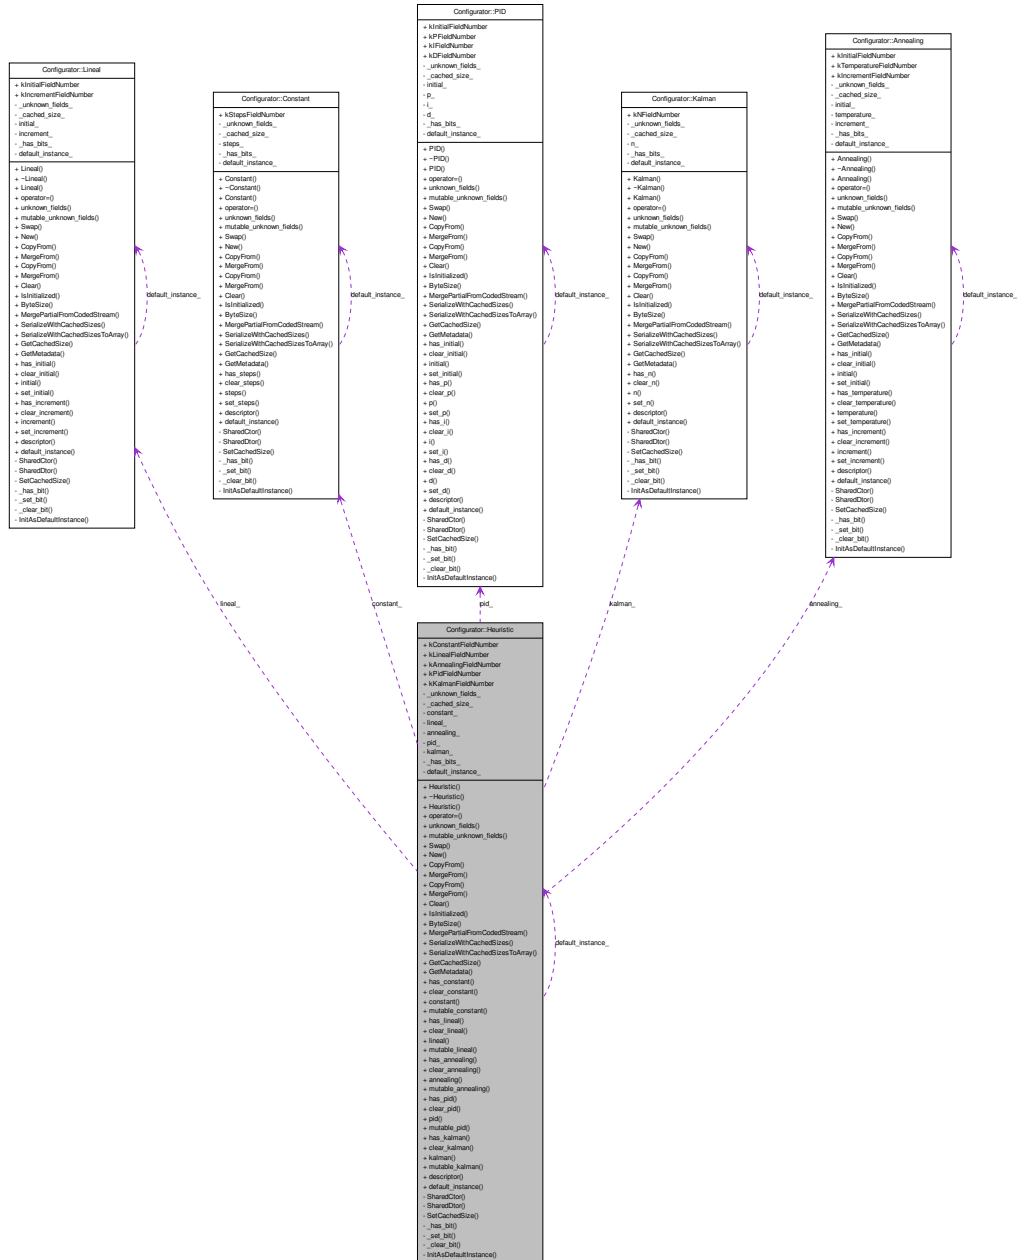 Configurator::Lineal
+ kInitialFieldNumber
+ kIncrementFieldNumber
- _unknown_fields_
- _cached_size_
- initial_
- increment_
- _has_bits_
- default_instance_
+ Lineal()
+ ~Lineal()
+ Lineal()
+ operator=()
+ unknown_fields()
+ mutable_unknown_fields()
+ Swap()
+ New()
+ CopyFrom()
+ MergeFrom()
+ CopyFrom()
+ MergeFrom()
+ Clear()
+ IsInitialized()
+ ByteSize()
+ MergePartialFromCodedStream()
+ SerializeWithCachedSizes()
+ SerializeWithCachedSizesToArray()
+ GetCachedSize()
+ GetMetadata()
+ has_initial()
+ clear_initial()
+ initial()
+ set_initial()
+ has_increment()
+ clear_increment()
+ increment()
+ set_increment()
+ descriptor()
+ default_instance()
- SharedCtor()
- SharedDtor()
- SetCachedSize()
- _has_bit()
- _set_bit()
- _clear_bit()
- InitAsDefaultInstance()
default_instance_
Configurator::Constant
+ kStepsFieldNumber
- _unknown_fields_
- _cached_size_
- steps_
- _has_bits_
- default_instance_
+ Constant()
+ ~Constant()
+ Constant()
+ operator=()
+ unknown_fields()
+ mutable_unknown_fields()
+ Swap()
+ New()
+ CopyFrom()
+ MergeFrom()
+ CopyFrom()
+ MergeFrom()
+ Clear()
+ IsInitialized()
+ ByteSize()
+ MergePartialFromCodedStream()
+ SerializeWithCachedSizes()
+ SerializeWithCachedSizesToArray()
+ GetCachedSize()
+ GetMetadata()
+ has_steps()
+ clear_steps()
+ steps()
+ set_steps()
+ descriptor()
+ default_instance()
- SharedCtor()
- SharedDtor()
- SetCachedSize()
- _has_bit()
- _set_bit()
- _clear_bit()
- InitAsDefaultInstance()
default_instance_
Configurator::PID
+ kInitialFieldNumber
+ kPFieldNumber
+ kIFieldNumber
+ kDFieldNumber
- _unknown_fields_
- _cached_size_
- initial_
- p_
- i_
- d_
- _has_bits_
- default_instance_
+ PID()
+ ~PID()
+ PID()
+ operator=()
+ unknown_fields()
+ mutable_unknown_fields()
+ Swap()
+ New()
+ CopyFrom()
+ MergeFrom()
+ CopyFrom()
+ MergeFrom()
+ Clear()
+ IsInitialized()
+ ByteSize()
+ MergePartialFromCodedStream()
+ SerializeWithCachedSizes()
+ SerializeWithCachedSizesToArray()
+ GetCachedSize()
+ GetMetadata()
+ has_initial()
+ clear_initial()
+ initial()
+ set_initial()
+ has_p()
+ clear_p()
+ p()
+ set_p()
+ has_i()
+ clear_i()
+ i()
+ set_i()
+ has_d()
+ clear_d()
+ d()
+ set_d()
+ descriptor()
+ default_instance()
- SharedCtor()
- SharedDtor()
- SetCachedSize()
- _has_bit()
- _set_bit()
- _clear_bit()
- InitAsDefaultInstance()
default_instance_
Configurator::Kalman
+ kNFieldNumber
- _unknown_fields_
- _cached_size_
- n_
- _has_bits_
- default_instance_
+ Kalman()
+ ~Kalman()
+ Kalman()
+ operator=()
+ unknown_fields()
+ mutable_unknown_fields()
+ Swap()
+ New()
+ CopyFrom()
+ MergeFrom()
+ CopyFrom()
+ MergeFrom()
+ Clear()
+ IsInitialized()
+ ByteSize()
+ MergePartialFromCodedStream()
+ SerializeWithCachedSizes()
+ SerializeWithCachedSizesToArray()
+ GetCachedSize()
+ GetMetadata()
+ has_n()
+ clear_n()
+ n()
+ set_n()
+ descriptor()
+ default_instance()
- SharedCtor()
- SharedDtor()
- SetCachedSize()
- _has_bit()
- _set_bit()
- _clear_bit()
- InitAsDefaultInstance()
default_instance_
Configurator::Annealing
+ kInitialFieldNumber
+ kTemperatureFieldNumber
+ kIncrementFieldNumber
- _unknown_fields_
- _cached_size_
- initial_
- temperature_
- increment_
- _has_bits_
- default_instance_
+ Annealing()
+ ~Annealing()
+ Annealing()
+ operator=()
+ unknown_fields()
+ mutable_unknown_fields()
+ Swap()
+ New()
+ CopyFrom()
+ MergeFrom()
+ CopyFrom()
+ MergeFrom()
+ Clear()
+ IsInitialized()
+ ByteSize()
+ MergePartialFromCodedStream()
+ SerializeWithCachedSizes()
+ SerializeWithCachedSizesToArray()
+ GetCachedSize()
+ GetMetadata()
+ has_initial()
+ clear_initial()
+ initial()
+ set_initial()
+ has_temperature()
+ clear_temperature()
+ temperature()
+ set_temperature()
+ has_increment()
+ clear_increment()
+ increment()
+ set_increment()
+ descriptor()
+ default_instance()
- SharedCtor()
- SharedDtor()
- SetCachedSize()
- _has_bit()
- _set_bit()
- _clear_bit()
- InitAsDefaultInstance()
default_instance_
lineal_
constant_
pid_
kalman_
annealing_
Configurator::Heuristic
+ kConstantFieldNumber
+ kLinealFieldNumber
+ kAnnealingFieldNumber
+ kPidFieldNumber
+ kKalmanFieldNumber
- _unknown_fields_
- _cached_size_
- constant_
- lineal_
- annealing_
- pid_
- kalman_
- _has_bits_
- default_instance_
+ Heuristic()
+ ~Heuristic()
+ Heuristic()
+ operator=()
+ unknown_fields()
+ mutable_unknown_fields()
+ Swap()
+ New()
+ CopyFrom()
+ MergeFrom()
+ CopyFrom()
+ MergeFrom()
+ Clear()
+ IsInitialized()
+ ByteSize()
+ MergePartialFromCodedStream()
+ SerializeWithCachedSizes()
+ SerializeWithCachedSizesToArray()
+ GetCachedSize()
+ GetMetadata()
+ has_constant()
+ clear_constant()
+ constant()
+ mutable_constant()
+ has_lineal()
+ clear_lineal()
+ lineal()
+ mutable_lineal()
+ has_annealing()
+ clear_annealing()
+ annealing()
+ mutable_annealing()
+ has_pid()
+ clear_pid()
+ pid()
+ mutable_pid()
+ has_kalman()
+ clear_kalman()
+ kalman()
+ mutable_kalman()
+ descriptor()
+ default_instance()
- SharedCtor()
- SharedDtor()
- SetCachedSize()
- _has_bit()
- _set_bit()
- _clear_bit()
- InitAsDefaultInstance()
default_instance_